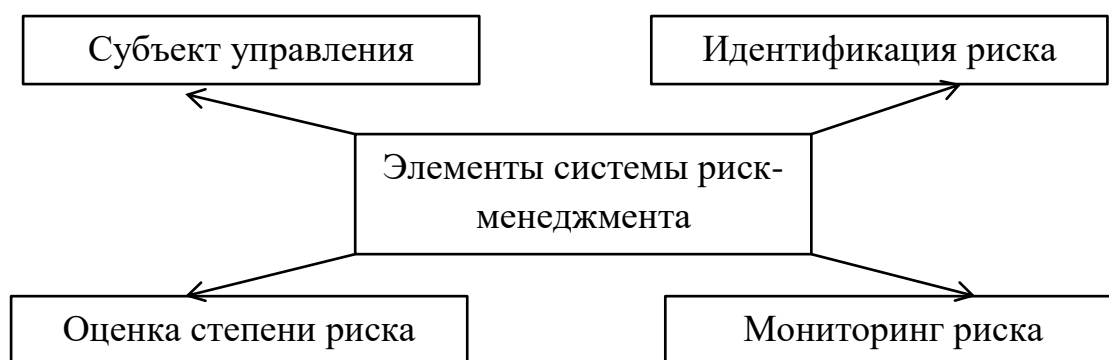 Субъект управления
Идентификация риска
Элементы системы риск-
менеджмента
Оценка степени риска
Мониторинг риска